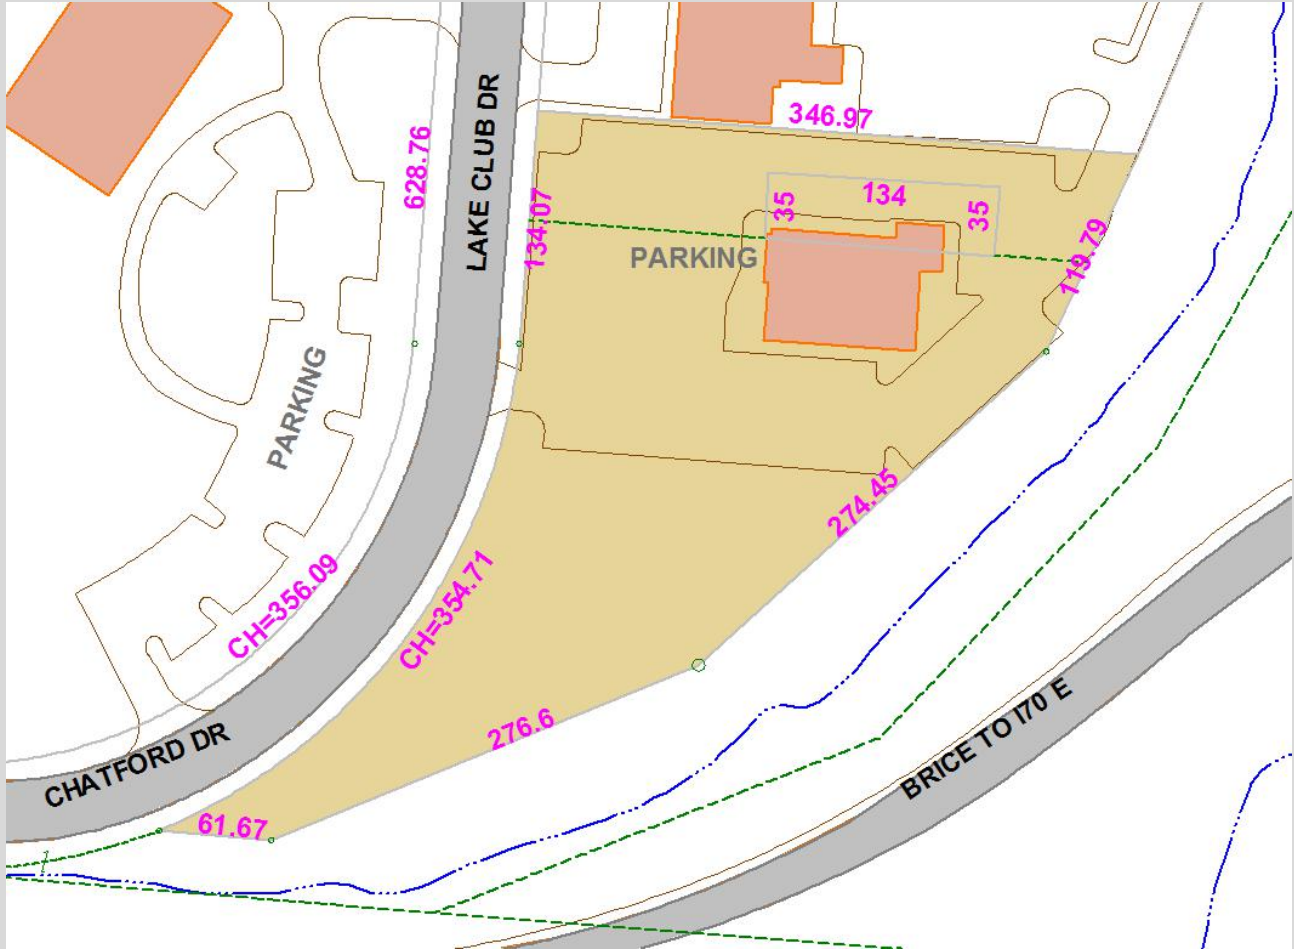 346.97
628.76
LAKE CLUB DR
134.07
134
35
35
119.79
PARKING
PARKING
274.45
CH=356.09
CH=354.71
276.6
BRICE TO I70 E
CHATFORD DR
61.67